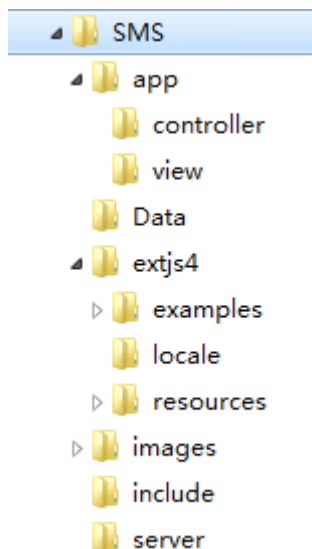 SMS
app
controller
view
Data
extjs4
examples
locale
resources
images
include
server